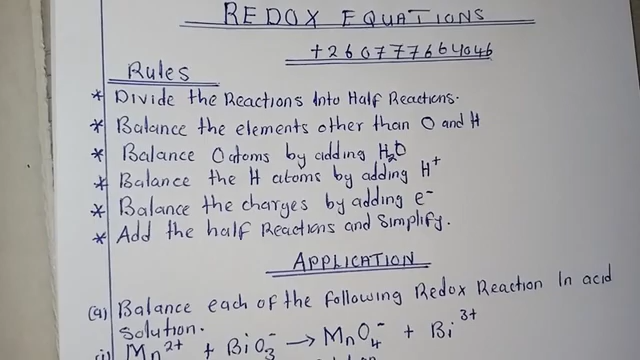 REDOX EQUATIONS
+260777664046
Rules
* Divide the Reactions Into Half Reactions.
* Balance the elements other than O and H
* Balance O atoms by adding H₂O
* Balance the H atoms by adding H⁺
* Balance the charges by adding e⁻
* Add the half Reactions and Simplify.
APPLICATION
(a) Balance each of the following Redox Reaction In acid
Solution.
i) Mn²⁺ + BiO₃⁻ → MnO₄⁻ + Bi³⁺